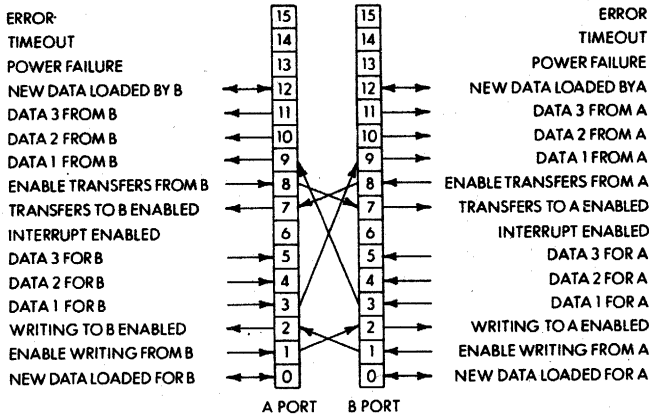 ERROR 15 15 ERROR
TIMEOUT 14 14 TIMEOUT
POWER FAILURE 13 13 POWER FAILURE
NEW DATA LOADED BY B 12 12 NEW DATA LOADED BY A
DATA 3 FROM B 11 11 DATA 3 FROM A
DATA 2 FROM B 10 10 DATA 2 FROM A
DATA 1 FROM B 9 9 DATA 1 FROM A
ENABLE TRANSFERS FROM B 8 8 ENABLE TRANSFERS FROM A
TRANSFERS TO B ENABLED 7 7 TRANSFERS TO A ENABLED
INTERRUPT ENABLED 6 6 INTERRUPT ENABLED
DATA 3 FOR B 5 5 DATA 3 FOR A
DATA 2 FOR B 4 4 DATA 2 FOR A
DATA 1 FOR B 3 3 DATA 1 FOR A
WRITING TO B ENABLED 2 2 WRITING TO A ENABLED
ENABLE WRITING FROM B 1 1 ENABLE WRITING FROM A
NEW DATA LOADED FOR B 0 0 NEW DATA LOADED FOR A
A PORT B PORT